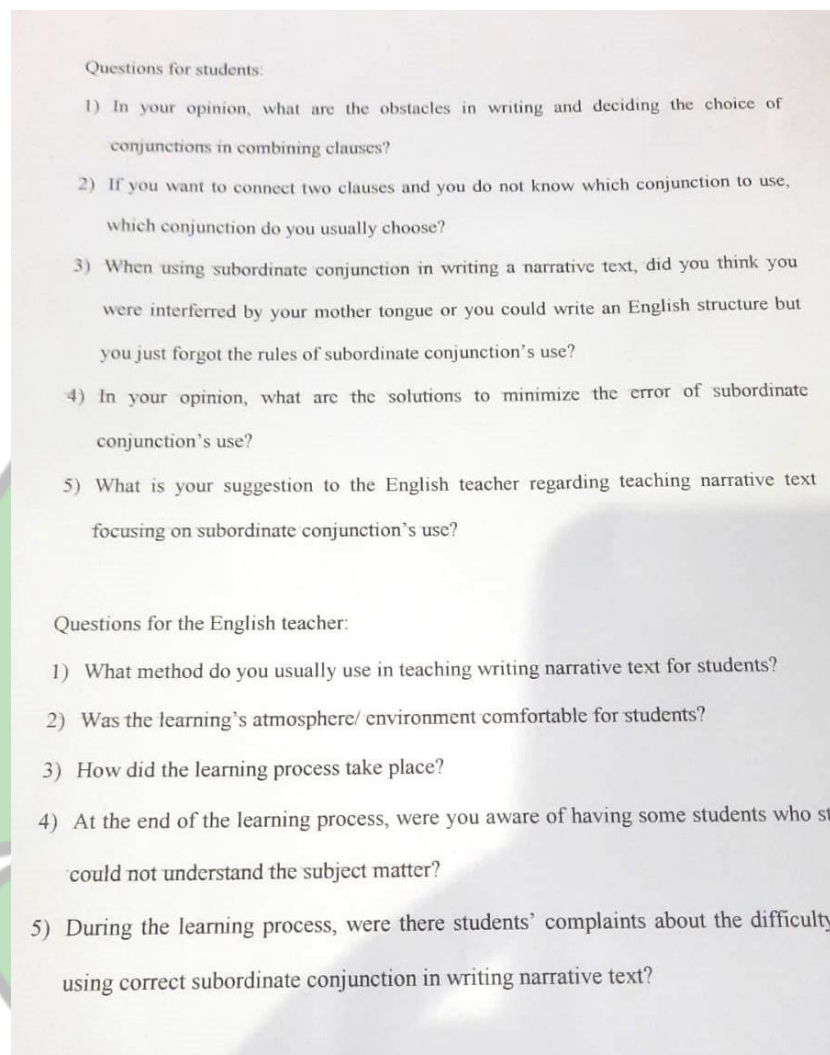 Questions for students:
1) In your opinion, what are the obstacles in writing and deciding the choice of
conjunctions in combining clauses?
2) If you want to connect two clauses and you do not know which conjunction to use,
which conjunction do you usually choose?
3) When using subordinate conjunction in writing a narrative text, did you think you
were interferred by your mother tongue or you could write an English structure but
you just forgot the rules of subordinate conjunction's use?
4) In your opinion, what are the solutions to minimize the error of subordinate
conjunction's use?
5) What is your suggestion to the English teacher regarding teaching narrative text
focusing on subordinate conjunction's use?
Questions for the English teacher:
1) What method do you usually use in teaching writing narrative text for students?
2) Was the learning's atmosphere/ environment comfortable for students?
3) How did the learning process take place?
4) At the end of the learning process, were you aware of having some students who
could not understand the subject matter?
5) During the learning process, were there students' complaints about the difficulty
using correct subordinate conjunction in writing narrative text?